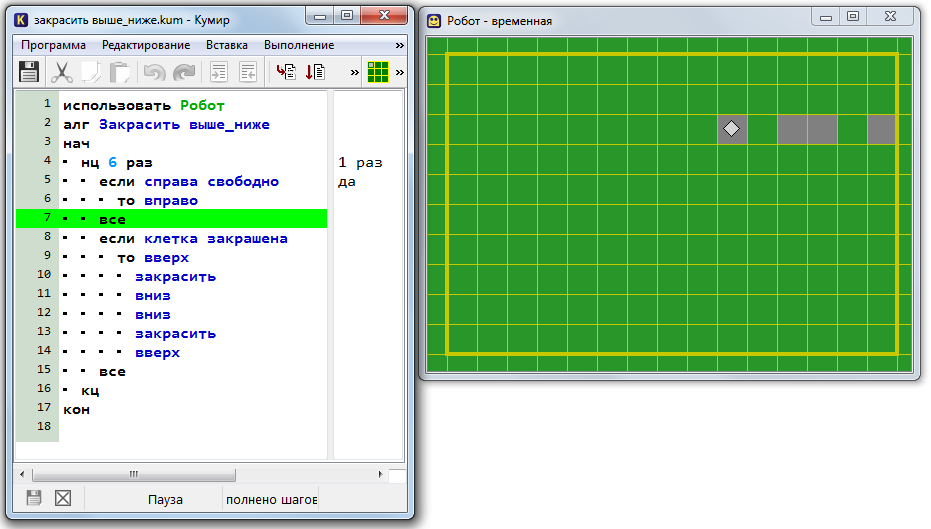 закрасить выше_ниже.kum - Кумир
Программа Редактирование Вставка Выполнение »
» »
1 использовать Робот
2 алг Закрасить выше_ниже
3 нач
4 нц 6 раз 1 раз
5 если справа свободно да
6 то вправо
7 все
8 если клетка закрашена
9 то вверх
10 закрасить
11 вниз
12 вниз
13 закрасить
14 вверх
15 все
16 кц
17 кон
18
Пауза полнено шагов
Робот - временная